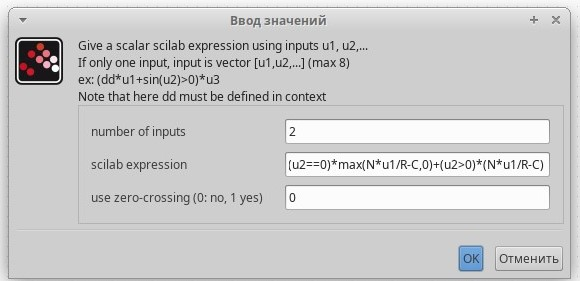 Ввод значений
Give a scalar scilab expression using inputs u1, u2,...
If only one input, input is vector [u1,u2,...] (max 8)
ex: (dd*u1+sin(u2)>0)*u3
Note that here dd must be defined in context
number of inputs 2
scilab expression (u2==0)*max(N*u1/R-C,0)+(u2>0)*(N*u1/R-C)
use zero-crossing (0: no, 1 yes) 0
OK Отменить